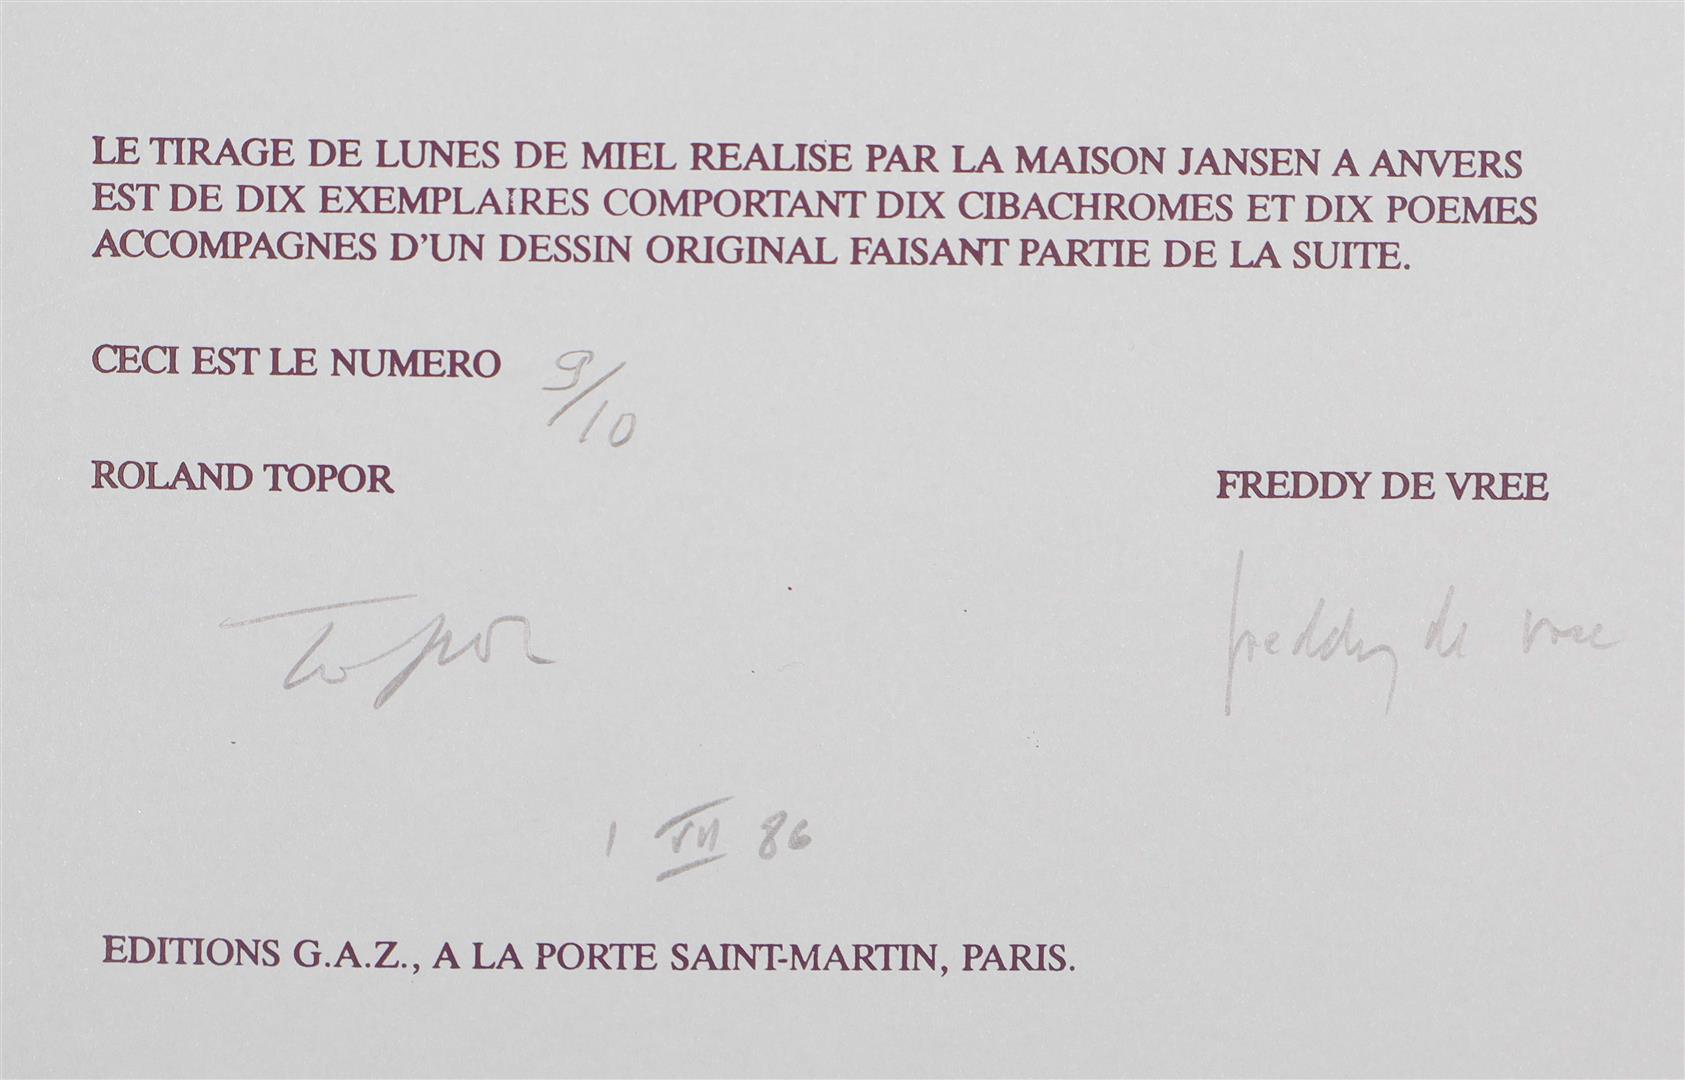 LE TIRAGE DE LUNES DE MIEL REALISE PAR LA MAISON JANSEN A ANVERS
EST DE DIX EXEMPLAIRES COMPORTANT DIX CIBACHROMES ET DIX POEMES
ACCOMPAGNES D'UN DESSIN ORIGINAL FAISANT PARTIE DE LA SUITE.
CECI EST LE NUMERO 9/10
ROLAND TOPOR FREDDY DE VREE
Topor freddy de vree
1 VII 86
EDITIONS G.A.Z., A LA PORTE SAINT-MARTIN, PARIS.